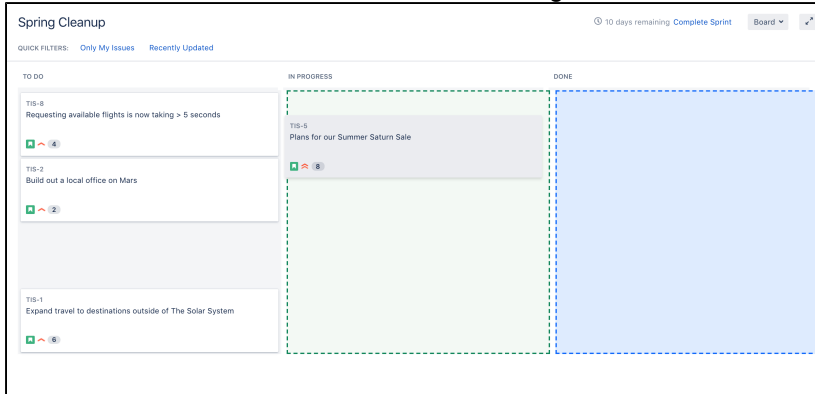 Spring Cleanup
10 days remaining Complete Sprint Board
QUICK FILTERS: Only My Issues Recently Updated
TO DO IN PROGRESS DONE
TIS-8
Requesting available flights is now taking > 5 seconds
4
TIS-5
Plans for our Summer Saturn Sale
8
TIS-2
Build out a local office on Mars
2
TIS-1
Expand travel to destinations outside of The Solar System
6